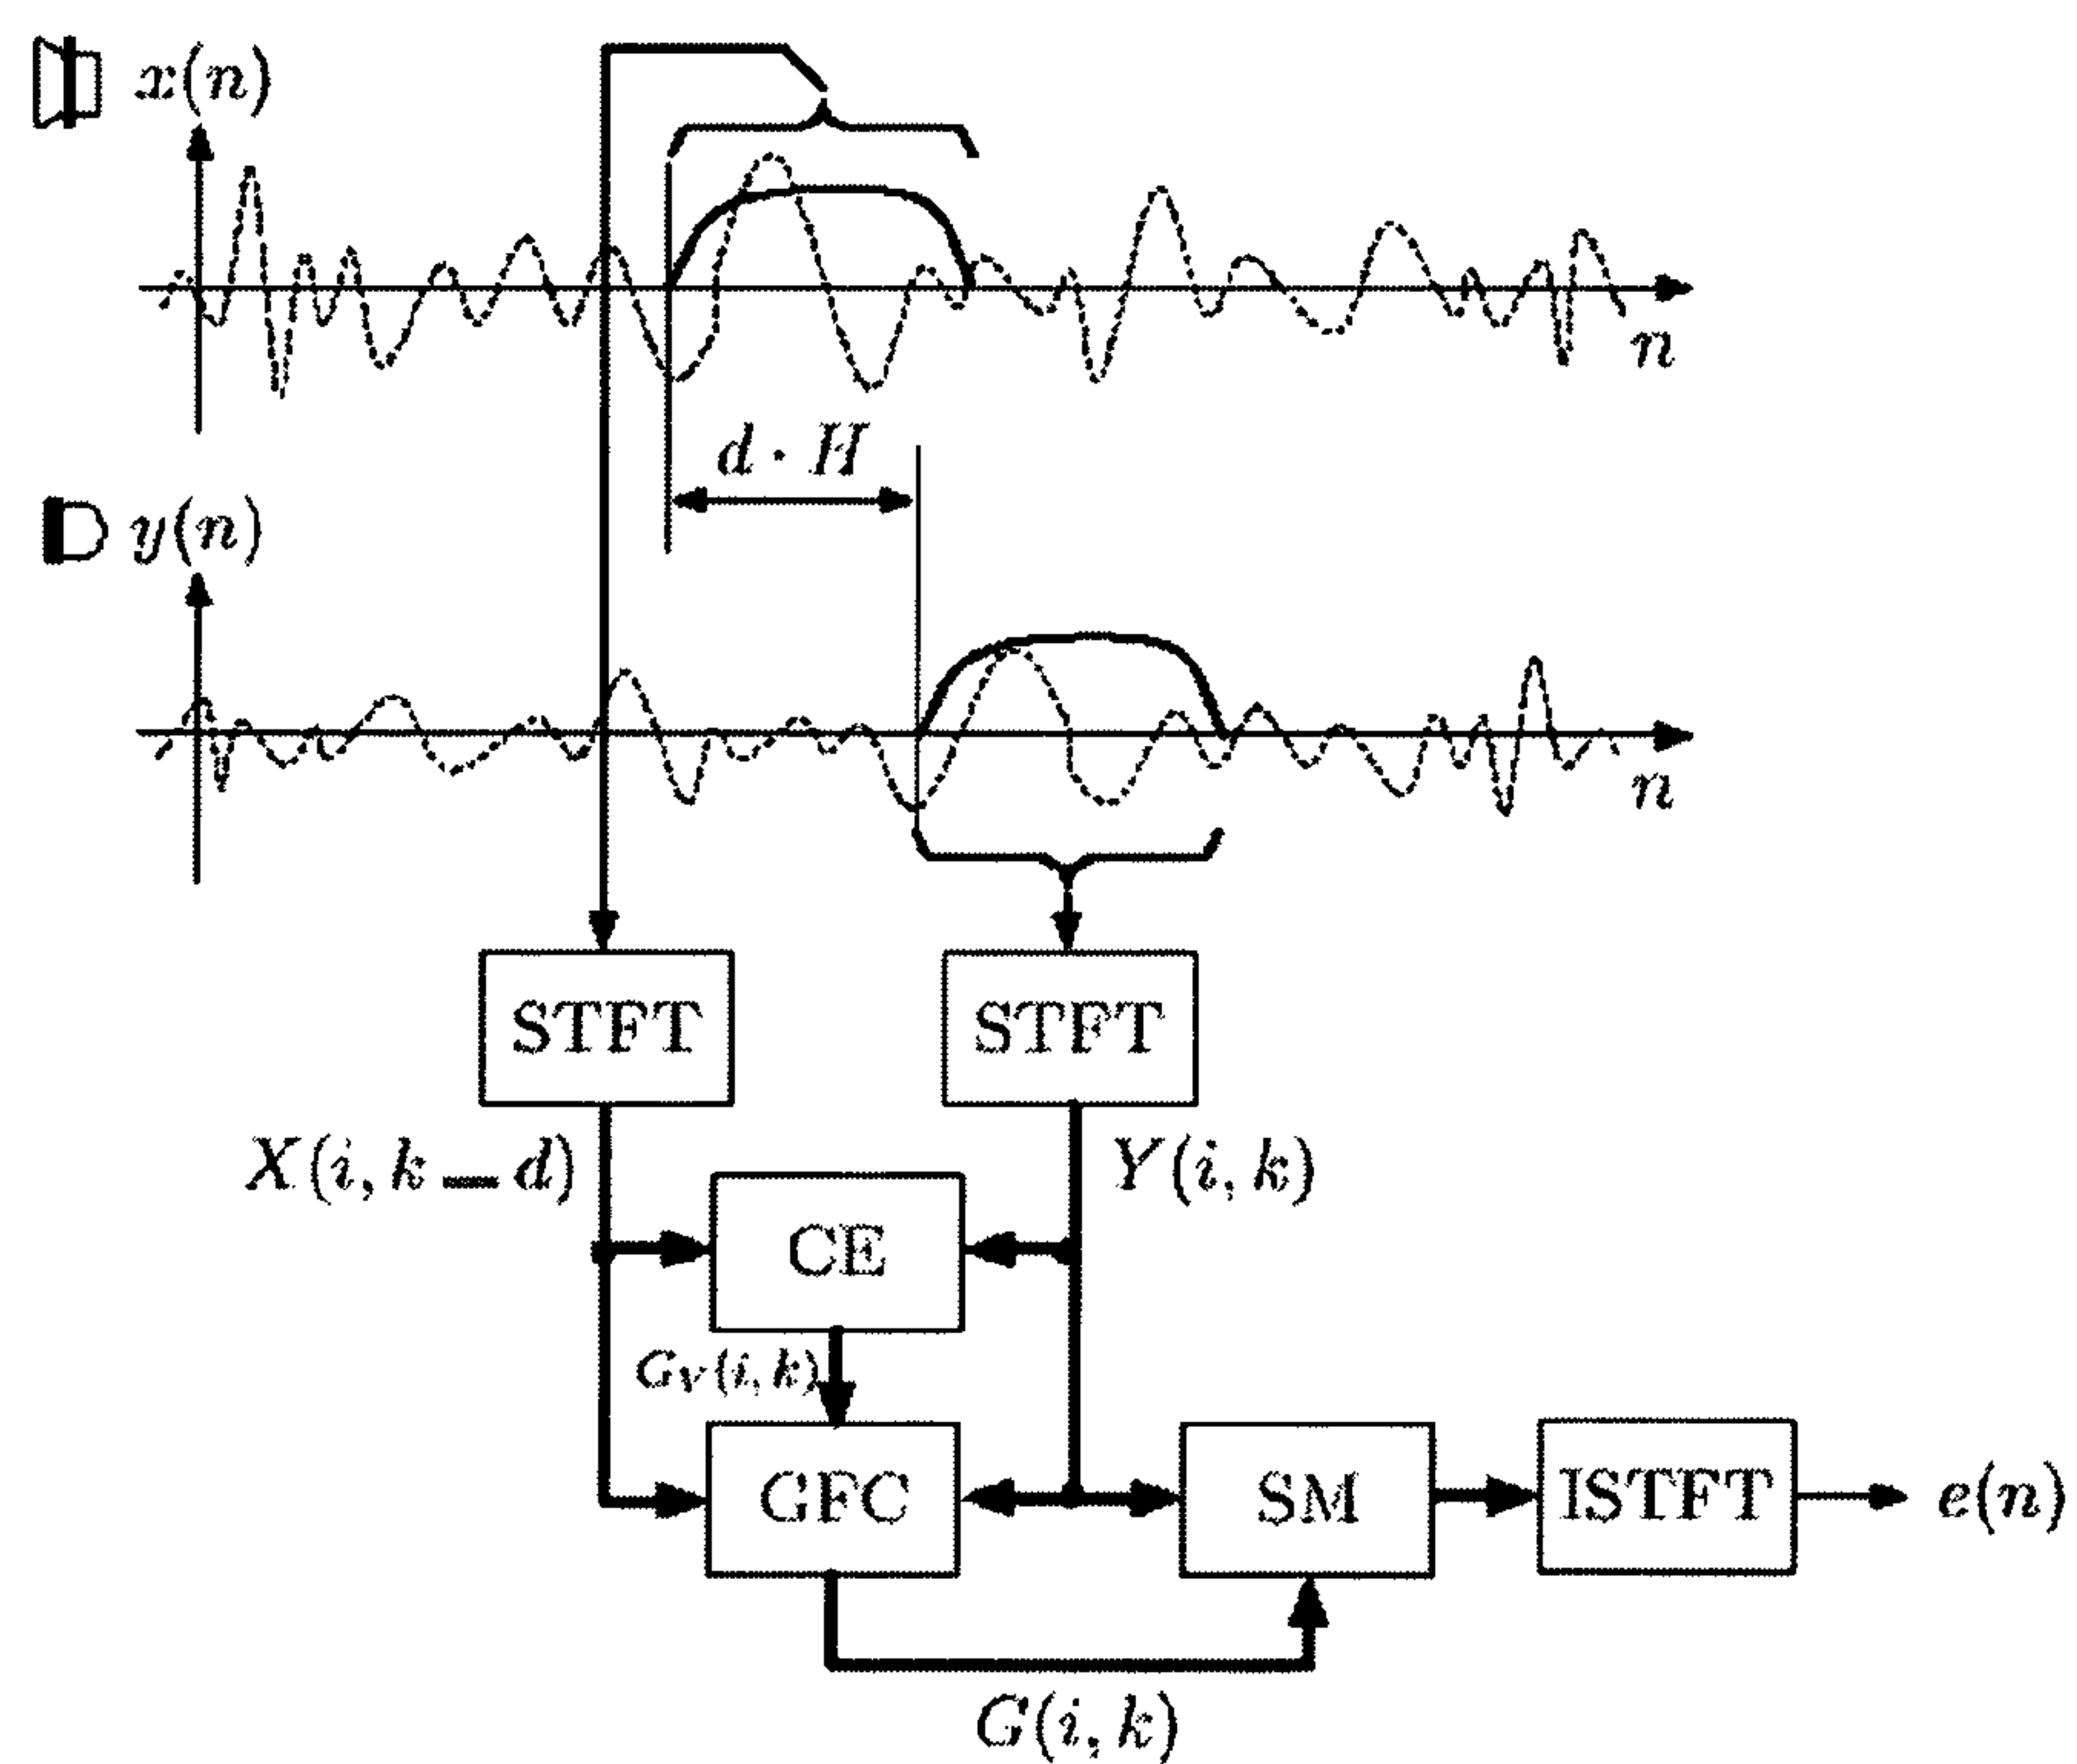 x(n)
n
d · H
y(n)
n
STFT STFT
X(i, k − d) Y(i, k)
CE
G_V(i, k)
GFC SM ISTFT e(n)
G(i, k)